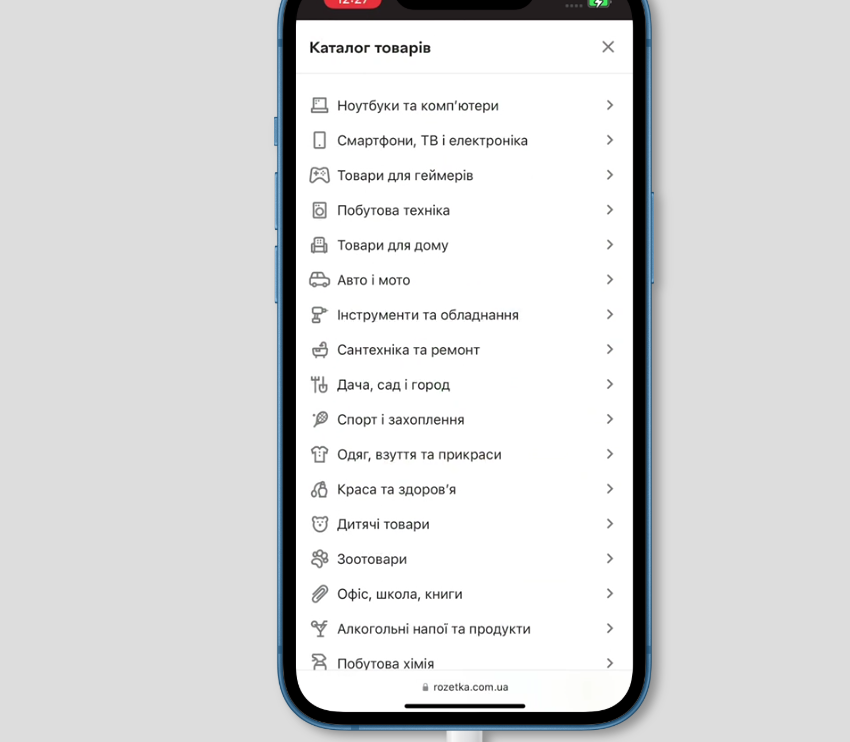 12:27
Каталог товарів
Ноутбуки та комп’ютери
Смартфони, ТВ і електроніка
Товари для геймерів
Побутова техніка
Товари для дому
Авто і мото
Інструменти та обладнання
Сантехніка та ремонт
Дача, сад і город
Спорт і захоплення
Одяг, взуття та прикраси
Краса та здоров’я
Дитячі товари
Зоотовари
Офіс, школа, книги
Алкогольні напої та продукти
Побутова хімія
rozetka.com.ua